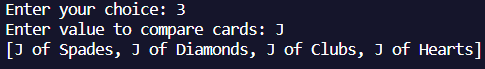 Enter your choice: 3
Enter value to compare cards: J
[J of Spades, J of Diamonds, J of Clubs, J of Hearts]